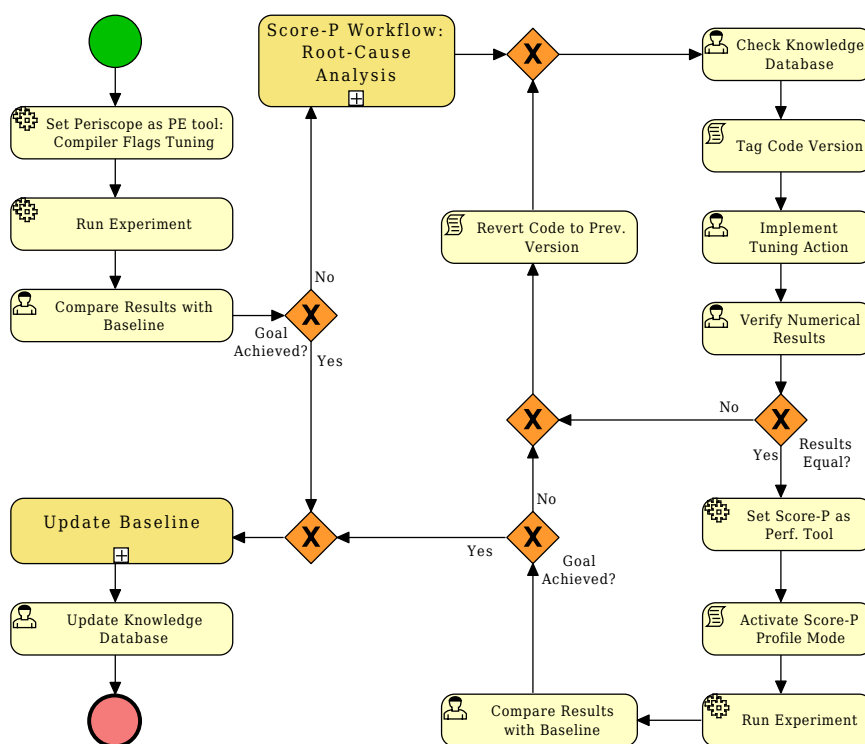 Score-P Workflow:
Root-Cause
Analysis
Check Knowledge
Database
Set Periscope as PE tool:
Compiler Flags Tuning
Tag Code Version
Run Experiment
Revert Code to Prev.
Version
Implement
Tuning Action
No
Compare Results with
Baseline
Goal
Achieved?
Yes
Verify Numerical
Results
No
Results
Equal?
Yes
Update Baseline
No
Yes
Goal
Achieved?
Set Score-P as
Perf. Tool
Update Knowledge
Database
Activate Score-P
Profile Mode
Compare Results
with Baseline
Run Experiment